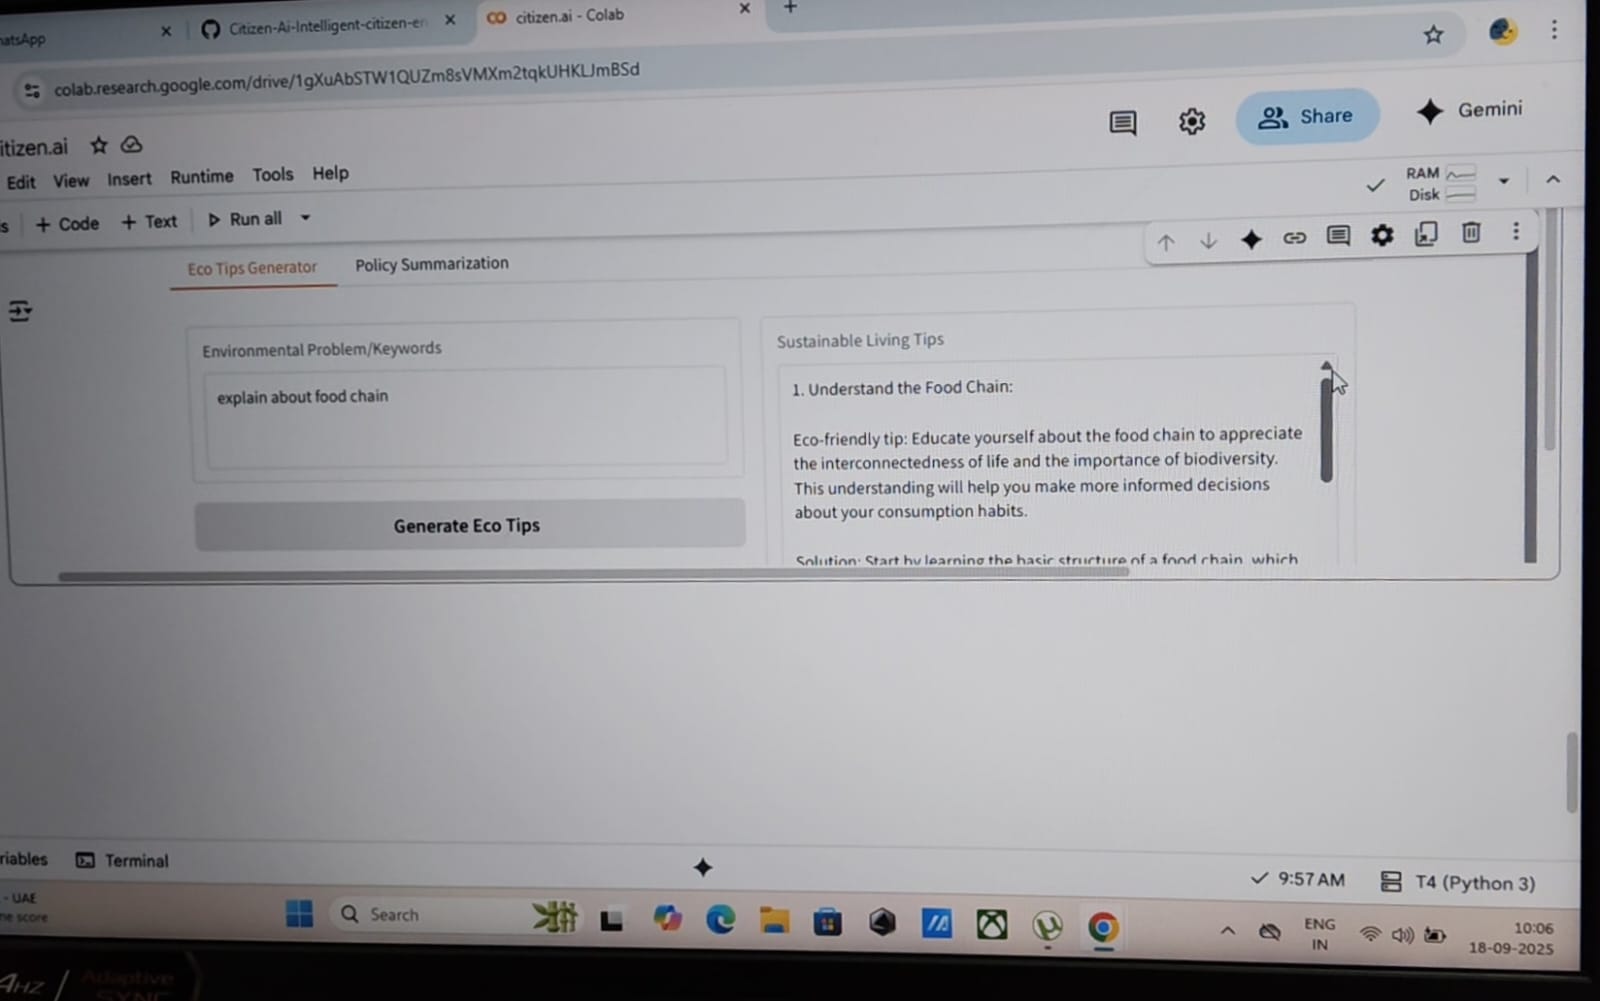 atsApp
Citizen-Ai-Intelligent-citizen-en
citizen.ai - Colab
colab.research.google.com/drive/1gXuAbSTW1QUZm8sVMXm2tqkUHKLJmBSd
itizen.ai
Share
Gemini
Edit View Insert Runtime Tools Help
RAM
Disk
s + Code + Text Run all
Eco Tips Generator
Policy Summarization
Environmental Problem/Keywords
explain about food chain
Generate Eco Tips
Sustainable Living Tips
1. Understand the Food Chain:
Eco-friendly tip: Educate yourself about the food chain to appreciate
the interconnectedness of life and the importance of biodiversity.
This understanding will help you make more informed decisions
about your consumption habits.
Solution: Start by learning the basic structure of a food chain, which
riables
Terminal
9:57 AM
T4 (Python 3)
- UAE
ne score
Search
ENG
IN
10:06
18-09-2025
4HZ
Adaptive
SYNC